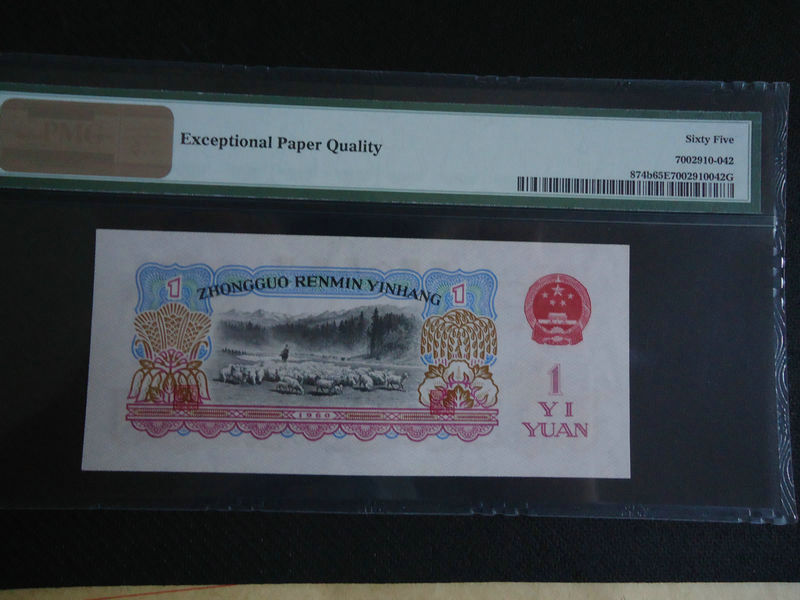 PMG
Exceptional Paper Quality
Sixty Five
7002910-042
874b65E7002910042G
1
ZHONGGUO RENMIN YINHANG
1
1960
1
YI
YUAN